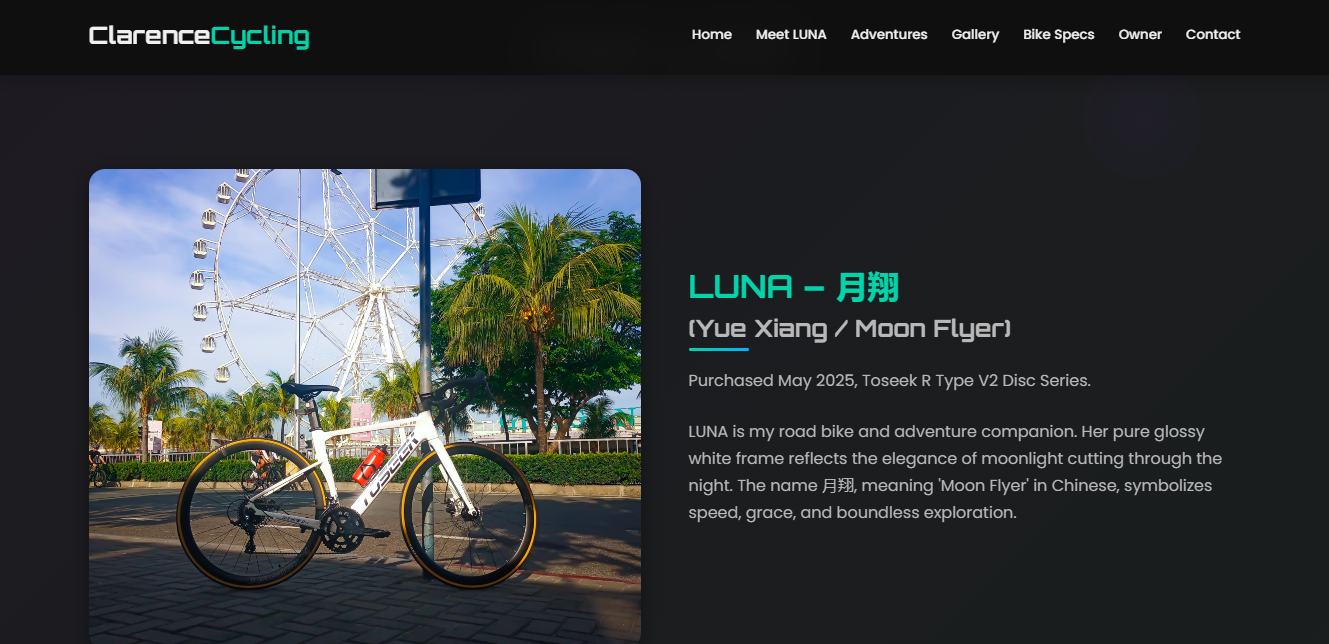 ClarenceCycling
Home Meet LUNA Adventures Gallery Bike Specs Owner Contact
LUNA – 月翔
(Yue Xiang / Moon Flyer)
Purchased May 2025, Toseek R Type V2 Disc Series.
LUNA is my road bike and adventure companion. Her pure glossy
white frame reflects the elegance of moonlight cutting through the
night. The name 月翔, meaning 'Moon Flyer' in Chinese, symbolizes
speed, grace, and boundless exploration.
TOSEEK